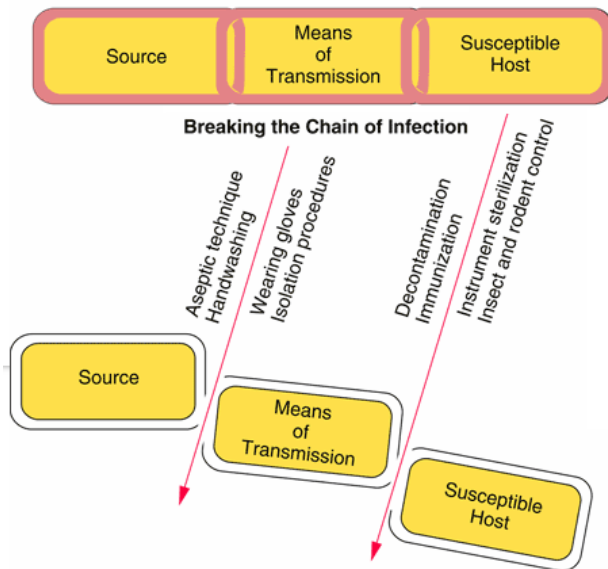 Source
Means
of
Transmission
Susceptible
Host
Breaking the Chain of Infection
Aseptic technique
Handwashing
Wearing gloves
Isolation procedures
Decontamination
Immunization
Instrument sterilization
Insect and rodent control
Source
Means
of
Transmission
Susceptible
Host